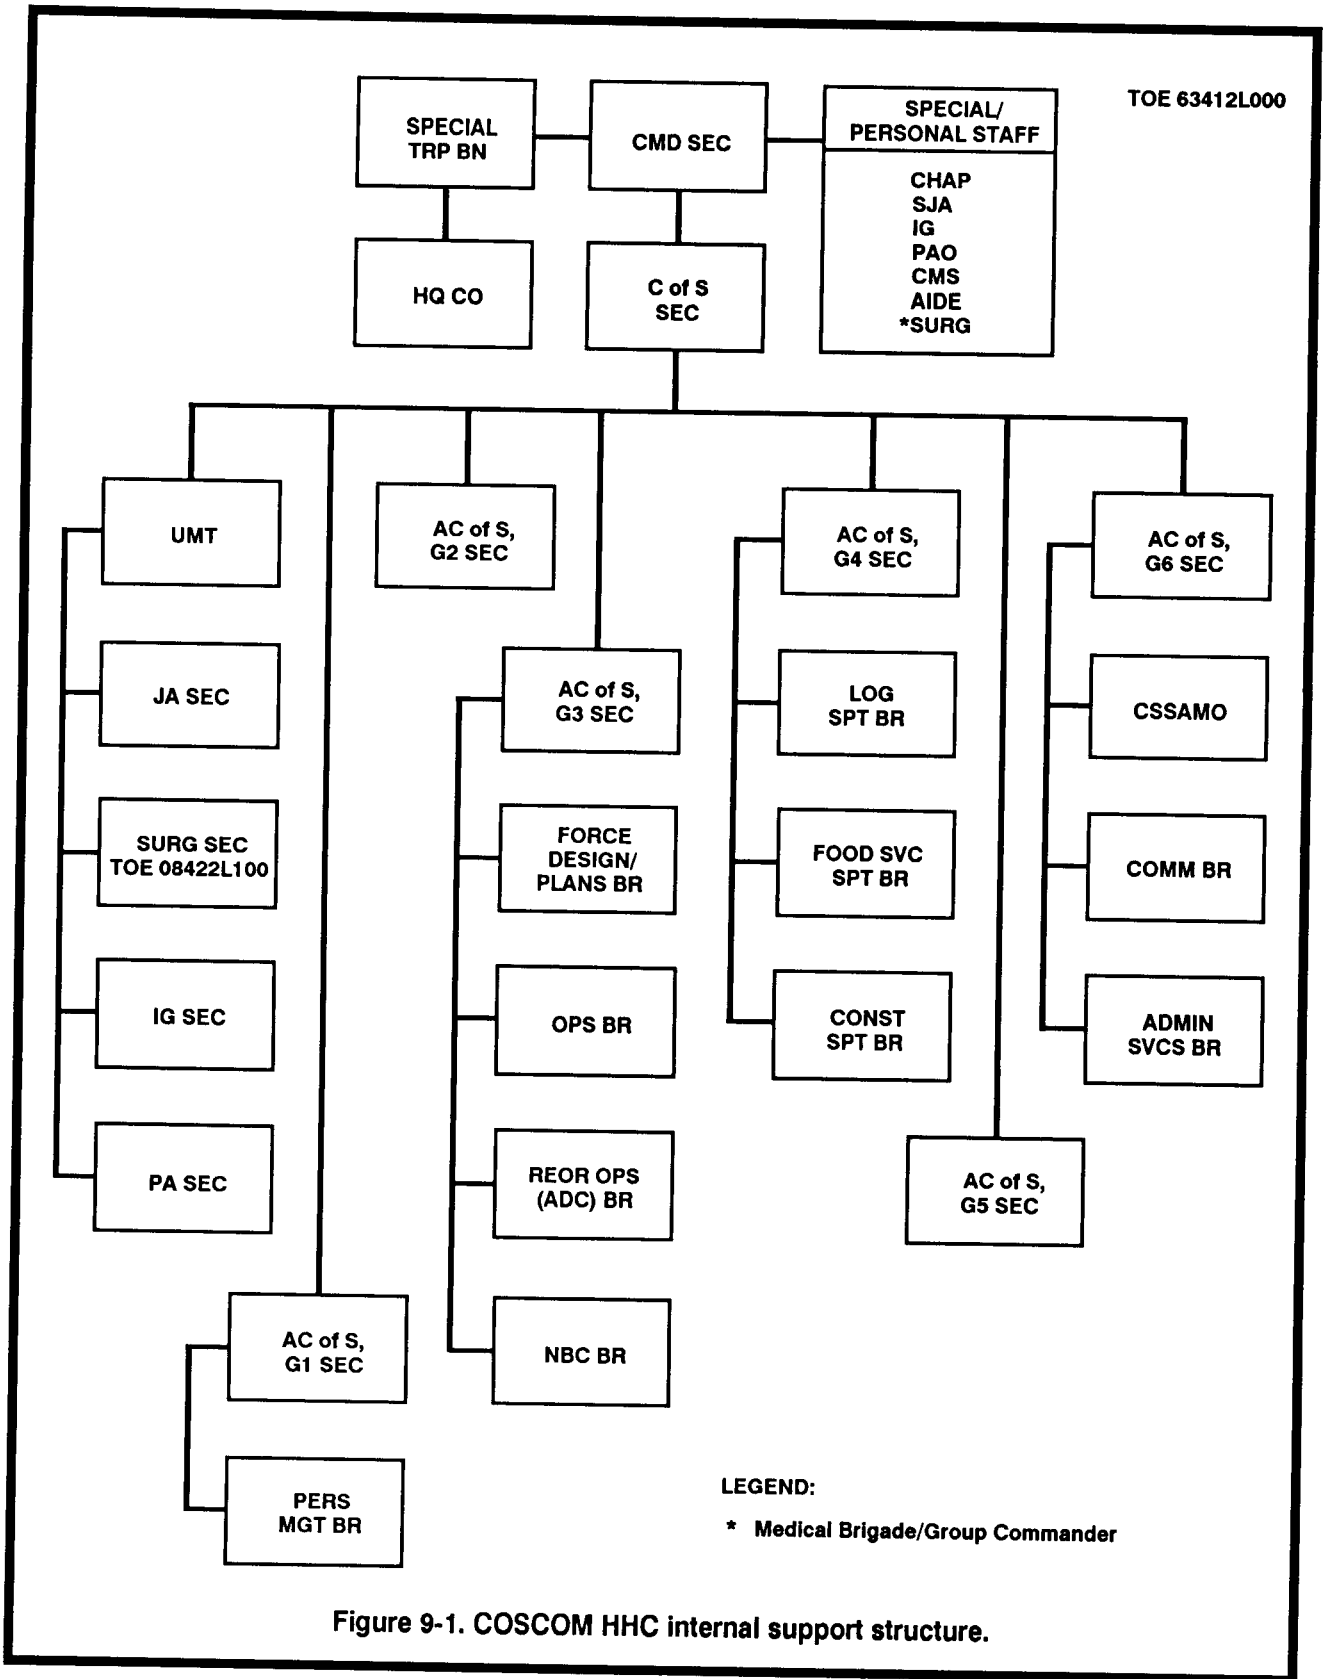 TOE 63412L000
SPECIAL
TRP BN
CMD SEC
SPECIAL/
PERSONAL STAFF
CHAP
SJA
IG
PAO
CMS
AIDE
*SURG
HQ CO
C of S
SEC
UMT
JA SEC
SURG SEC
TOE 08422L100
IG SEC
PA SEC
AC of S,
G1 SEC
PERS
MGT BR
AC of S,
G2 SEC
AC of S,
G3 SEC
FORCE
DESIGN/
PLANS BR
OPS BR
REOR OPS
(ADC) BR
NBC BR
AC of S,
G4 SEC
LOG
SPT BR
FOOD SVC
SPT BR
CONST
SPT BR
AC of S,
G5 SEC
AC of S,
G6 SEC
CSSAMO
COMM BR
ADMIN
SVCS BR
LEGEND:
* Medical Brigade/Group Commander
Figure 9-1. COSCOM HHC internal support structure.